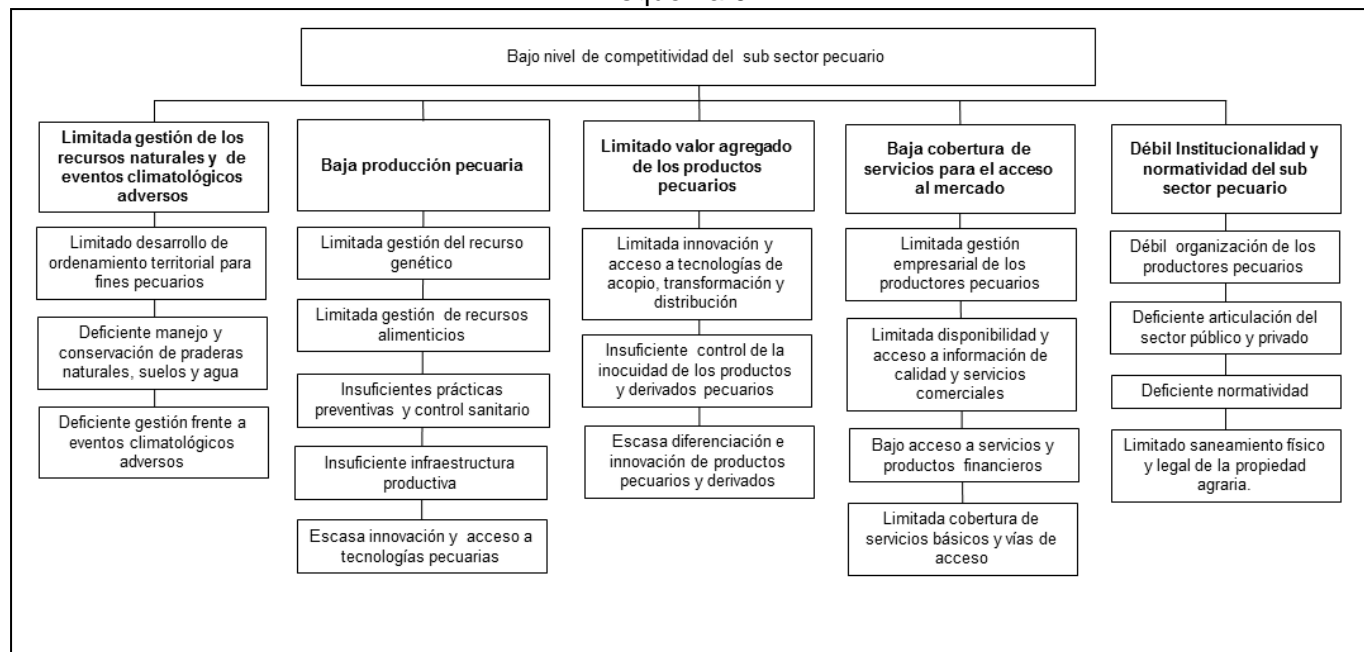 Bajo nivel de competitividad del sub sector pecuario
Limitada gestión de los
recursos naturales y de
eventos climatológicos
adversos
Limitado desarrollo de
ordenamiento territorial para
fines pecuarios
Deficiente manejo y
conservación de praderas
naturales, suelos y agua
Deficiente gestión frente a
eventos climatológicos
adversos
Baja producción pecuaria
Limitada gestión del recurso
genético
Limitada gestión de recursos
alimenticios
Insuficientes prácticas
preventivas y control sanitario
Insuficiente infraestructura
productiva
Escasa innovación y acceso a
tecnologías pecuarias
Limitado valor agregado
de los productos
pecuarios
Limitada innovación y
acceso a tecnologías de
acopio, transformación y
distribución
Insuficiente control de la
inocuidad de los productos
y derivados pecuarios
Escasa diferenciación e
innovación de productos
pecuarios y derivados
Baja cobertura de
servicios para el acceso
al mercado
Limitada gestión
empresarial de los
productores pecuarios
Limitada disponibilidad y
acceso a información de
calidad y servicios
comerciales
Bajo acceso a servicios y
productos financieros
Limitada cobertura de
servicios básicos y vías de
acceso
Débil Institucionalidad y
normatividad del sub
sector pecuario
Débil organización de los
productores pecuarios
Deficiente articulación del
sector público y privado
Deficiente normatividad
Limitado saneamiento físico
y legal de la propiedad
agraria.